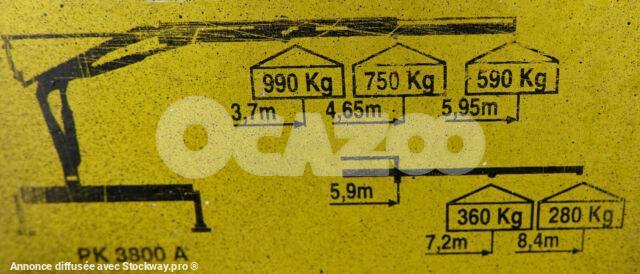 990 Kg 750 Kg 590 Kg
3,7m 4,65m 5,95m
OCAZOO
5,9m
360 Kg 280 Kg
7,2m 8,4m
PK 3800 A
Annonce diffusée avec Stockway.pro ®